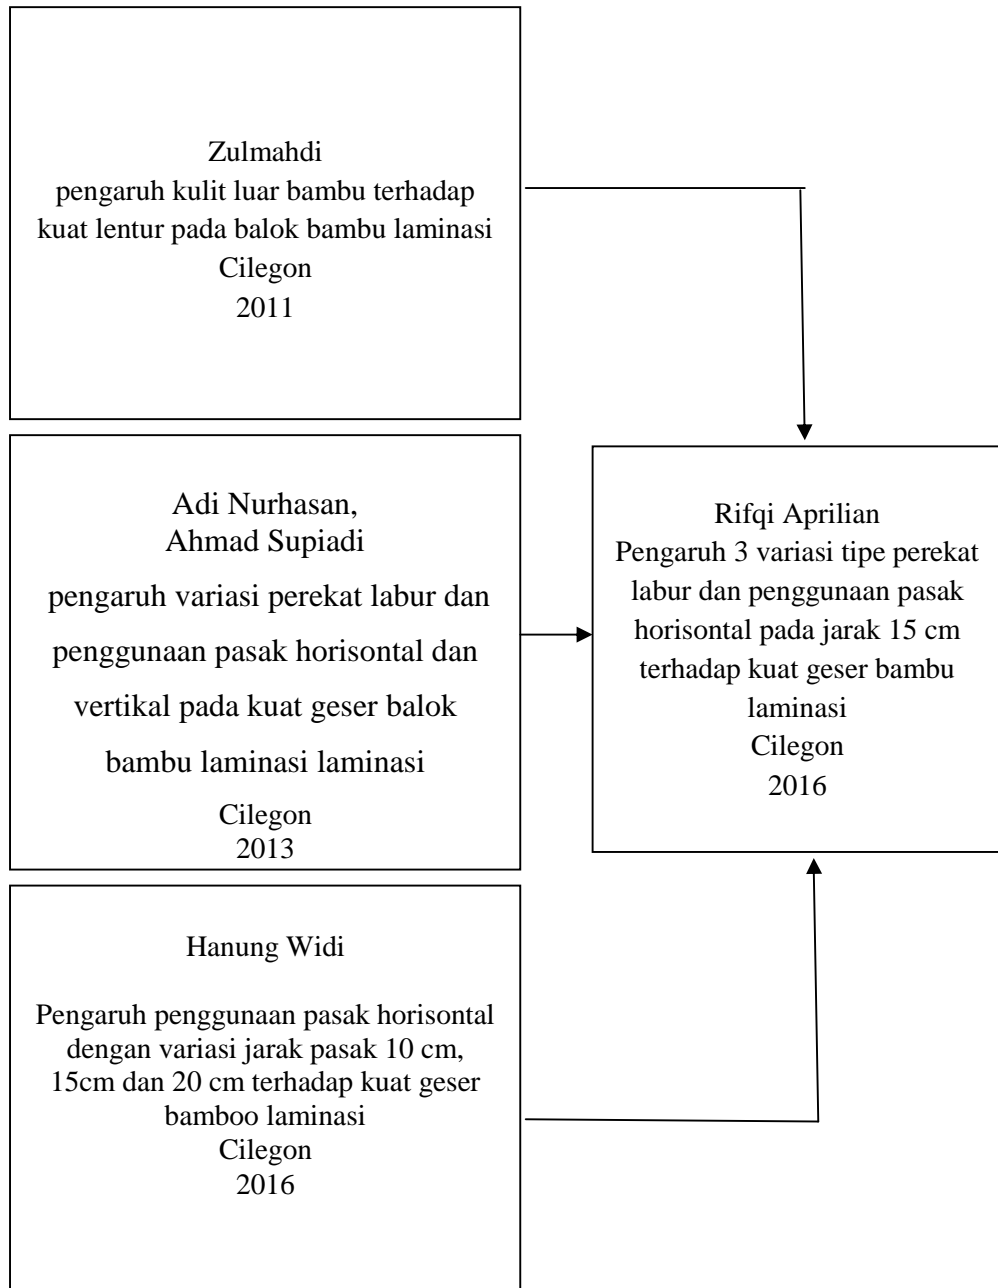 Zulmahdi
pengaruh kulit luar bambu terhadap
kuat lentur pada balok bambu laminasi
Cilegon
2011
Adi Nurhasan,
Ahmad Supiadi
pengaruh variasi perekat labur dan
penggunaan pasak horisontal dan
vertikal pada kuat geser balok
bambu laminasi laminasi
Cilegon
2013
Hanung Widi
Pengaruh penggunaan pasak horisontal
dengan variasi jarak pasak 10 cm,
15cm dan 20 cm terhadap kuat geser
bamboo laminasi
Cilegon
2016
Rifqi Aprilian
Pengaruh 3 variasi tipe perekat
labur dan penggunaan pasak
horisontal pada jarak 15 cm
terhadap kuat geser bambu
laminasi
Cilegon
2016